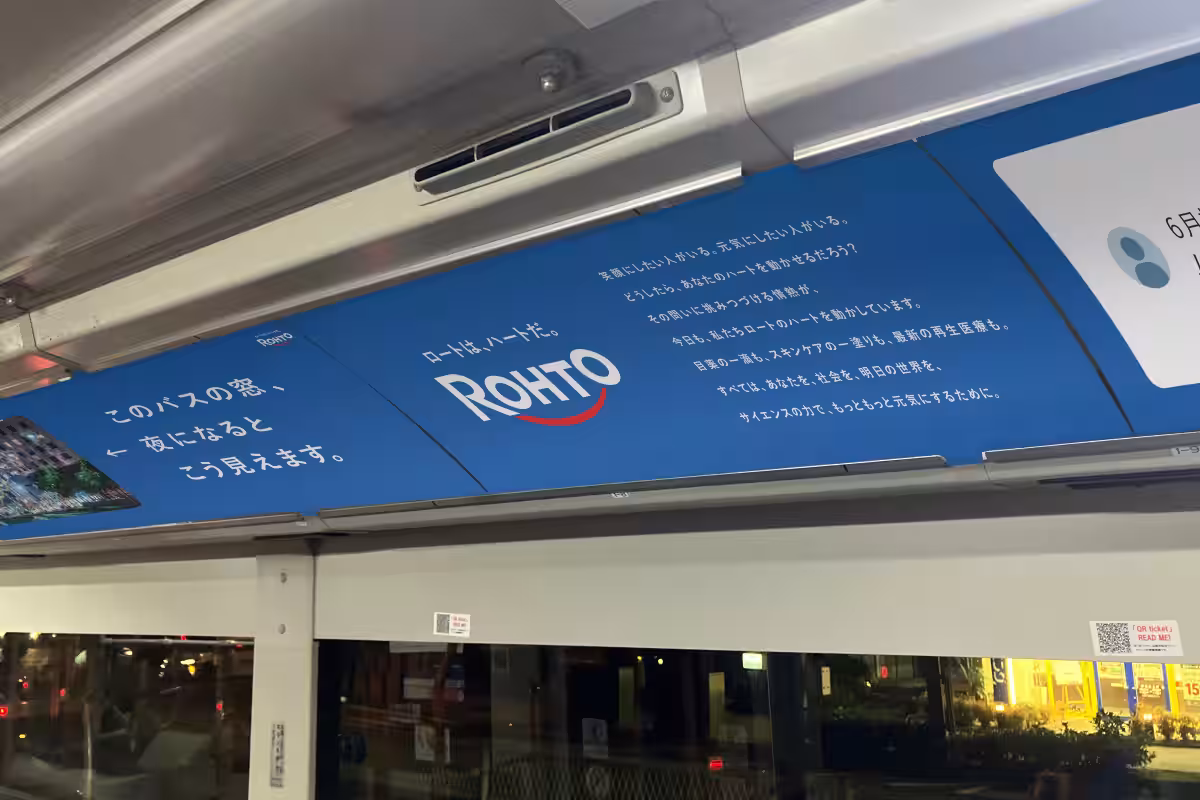 ROHTO
このバスの窓、
← 夜になると
こう見えます。
ロートは、ハートだ。
ROHTO
笑顔にしたい人がいる。元気にしたい人がいる。
どうしたら、あなたのハートを動かせるだろう?
その問いに挑みつづける情熱が、
今日も、私たちロートのハートを動かしています。
目薬の一滴も、スキンケアの一塗りも、最新の再生医療も。
すべては、あなたを、社会を、明日の世界を、
サイエンスの力で、もっともっと元気にするために。
6月
「QR ticket」
READ ME!